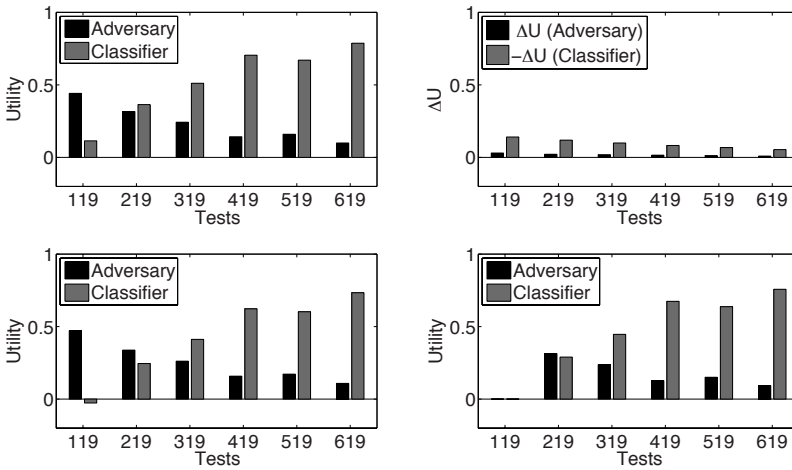 1
0.5
0
Utility
Adversary
Classifier
119 219 319 419 519 619
Tests
1
0.5
0
ΔU
ΔU (Adversary)
−ΔU (Classifier)
119 219 319 419 519 619
Tests
1
0.5
0
Utility
Adversary
Classifier
119 219 319 419 519 619
Tests
1
0.5
0
Utility
Adversary
Classifier
119 219 319 419 519 619
Tests